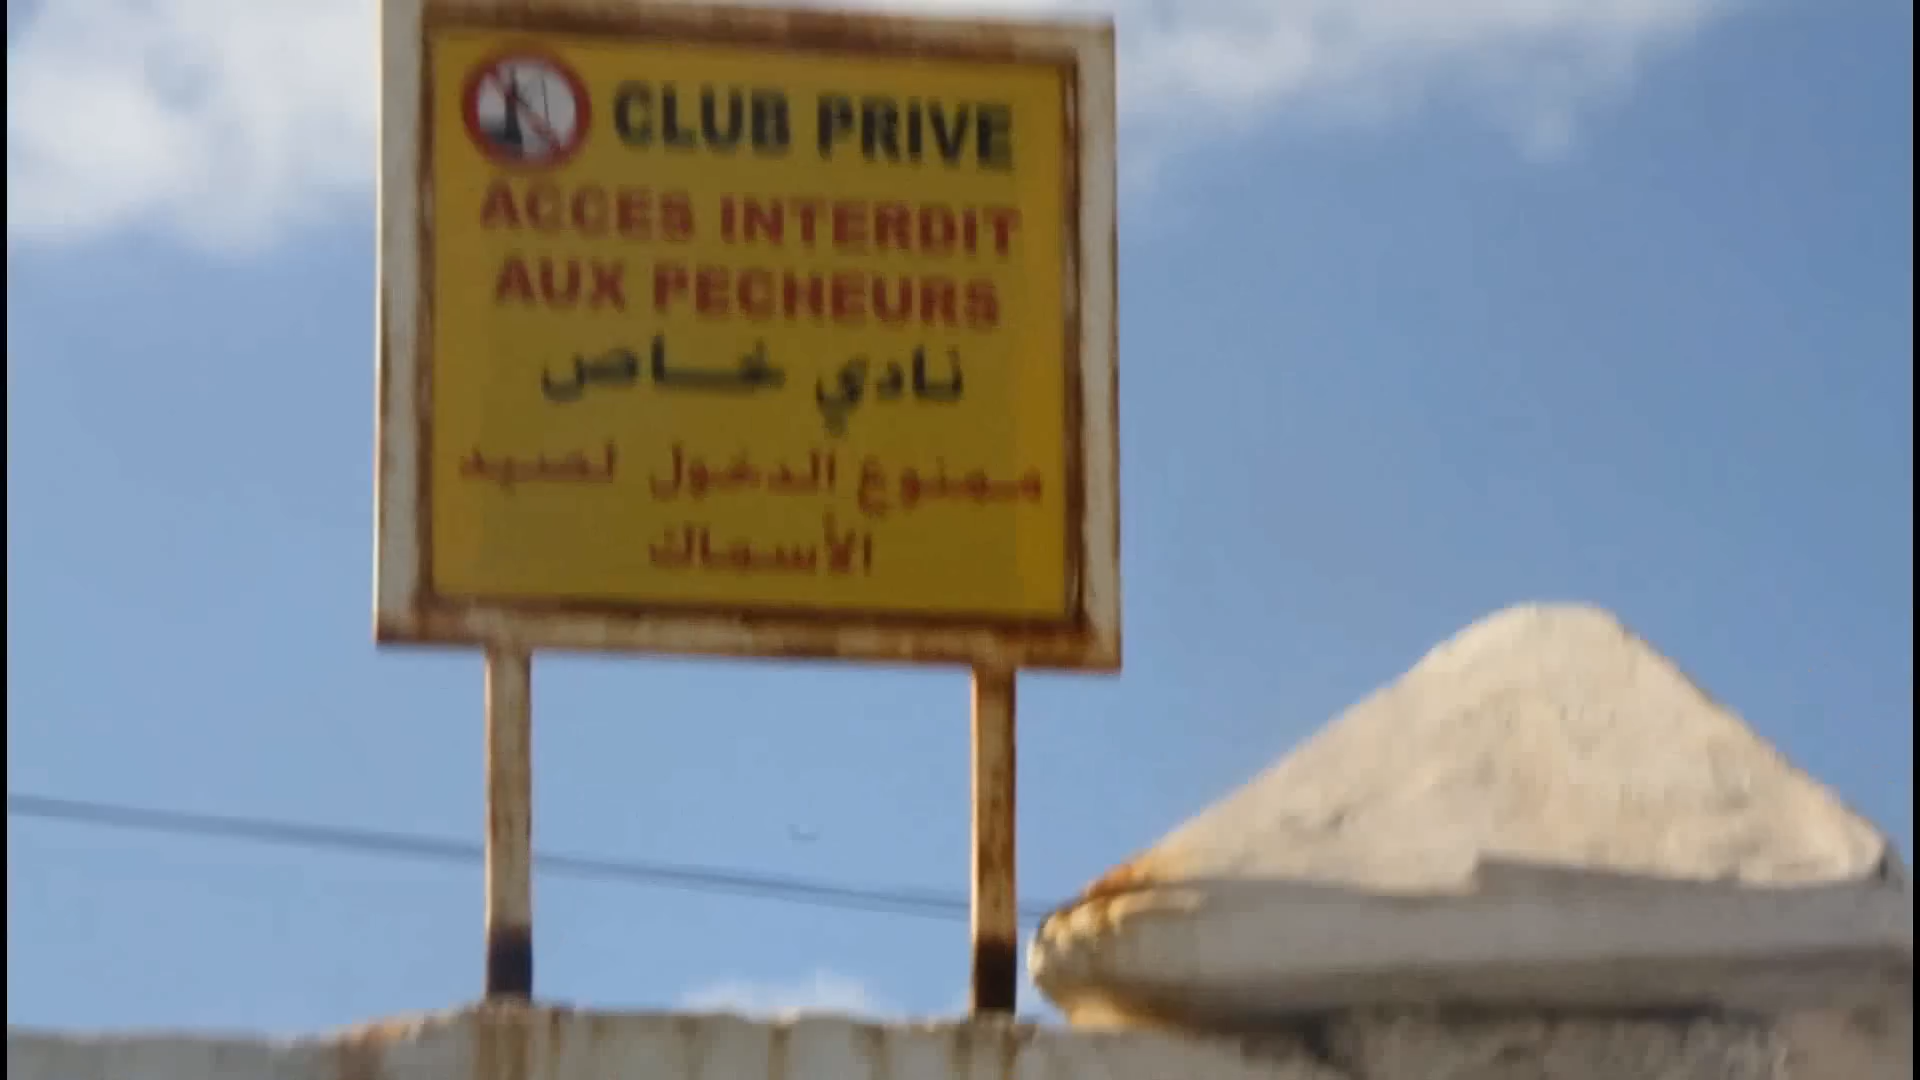 CLUB PRIVE
ACCES INTERDIT
AUX PECHEURS
نادي خاص
ممنوع الدخول لصيد
الأسماك